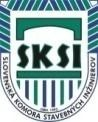 SKSI
SLOVENSKÁ KOMORA STAVEBNÝCH INŽINIEROV